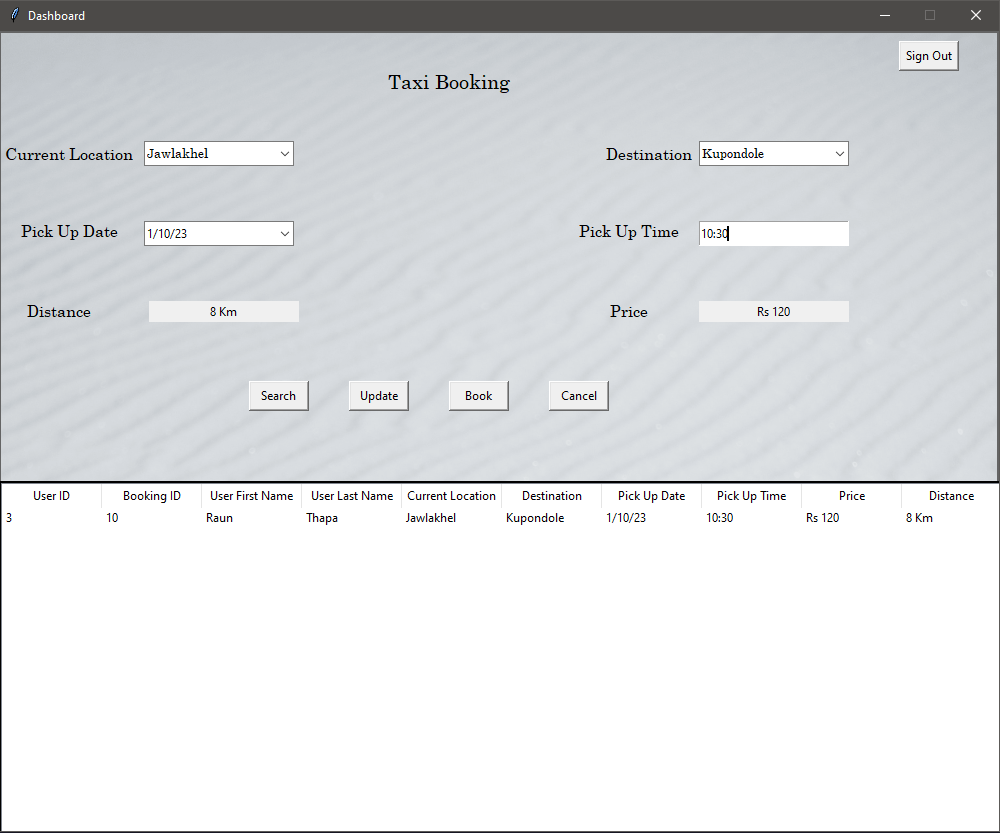 Dashboard
Sign Out
Taxi Booking
Current Location Jawlakhel Destination Kupondole
Pick Up Date 1/10/23 Pick Up Time 10:30
Distance 8 Km Price Rs 120
Search Update Book Cancel
User ID Booking ID User First Name User Last Name Current Location Destination Pick Up Date Pick Up Time Price Distance
3 10 Raun Thapa Jawlakhel Kupondole 1/10/23 10:30 Rs 120 8 Km